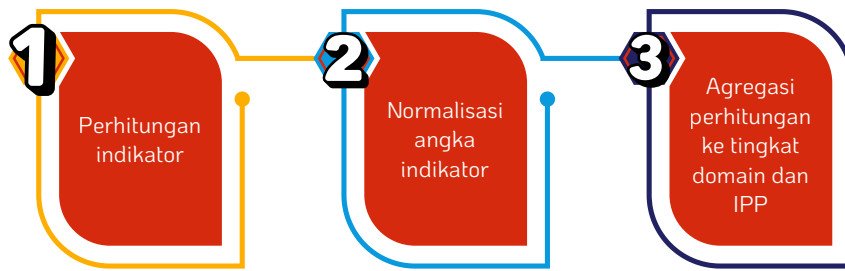 1
Perhitungan
indikator
2
Normalisasi
angka
indikator
3
Agregasi
perhitungan
ke tingkat
domain dan
IPP